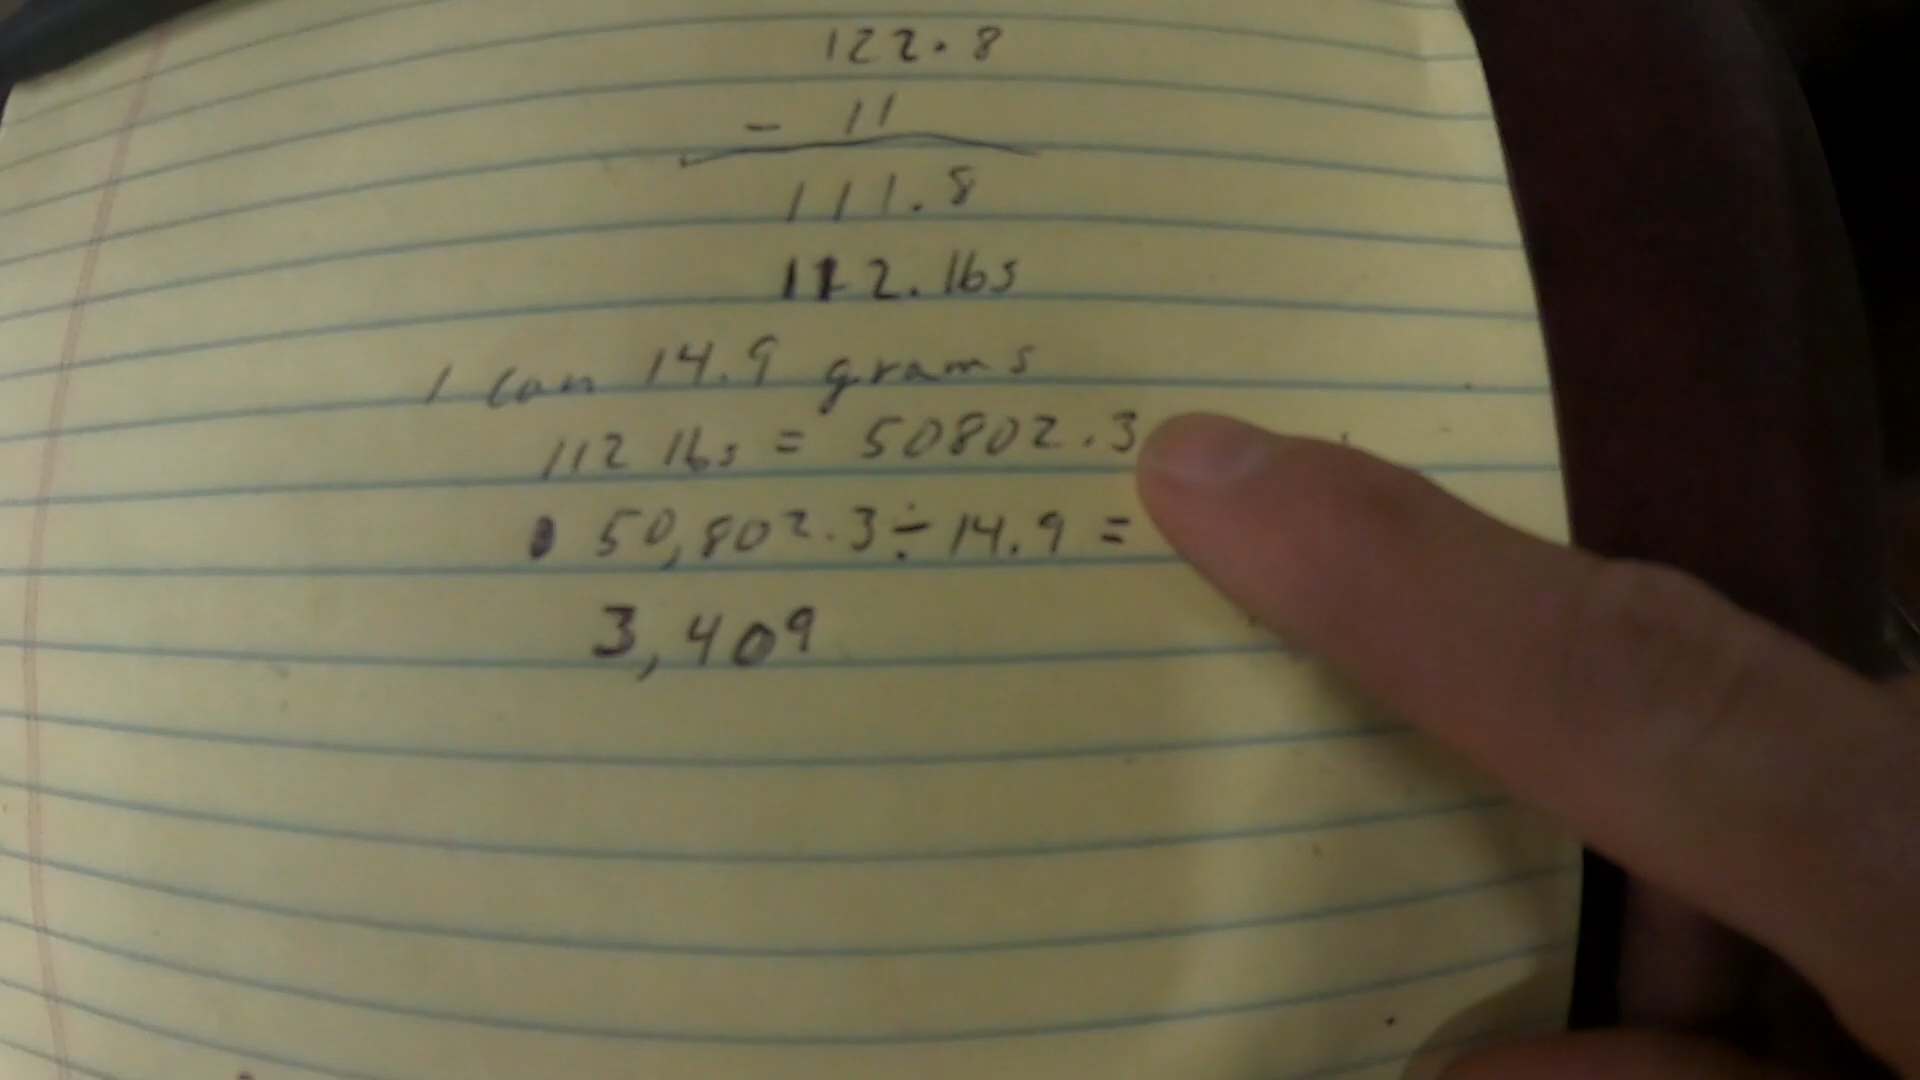 122.8
- 11
111.8
112.lbs
1 can 14.9 grams
112 lbs = 50802.3
50,802.3 ÷ 14.9 =
3,409